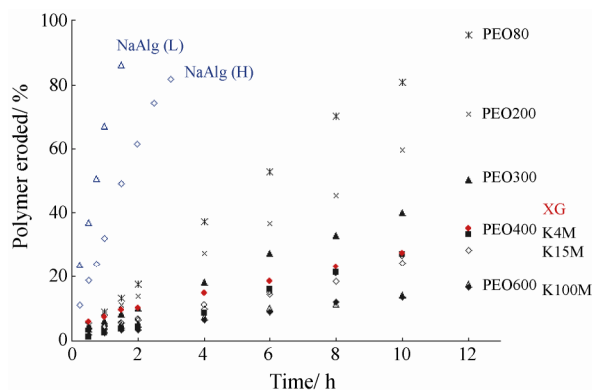 100
80
60
40
20
0
Polymer eroded/ %
NaAlg (L)
NaAlg (H)
PEO80
PEO200
PEO300
XG
PEO400 K4M
K15M
PEO600 K100M
0 2 4 6 8 10 12
Time/ h